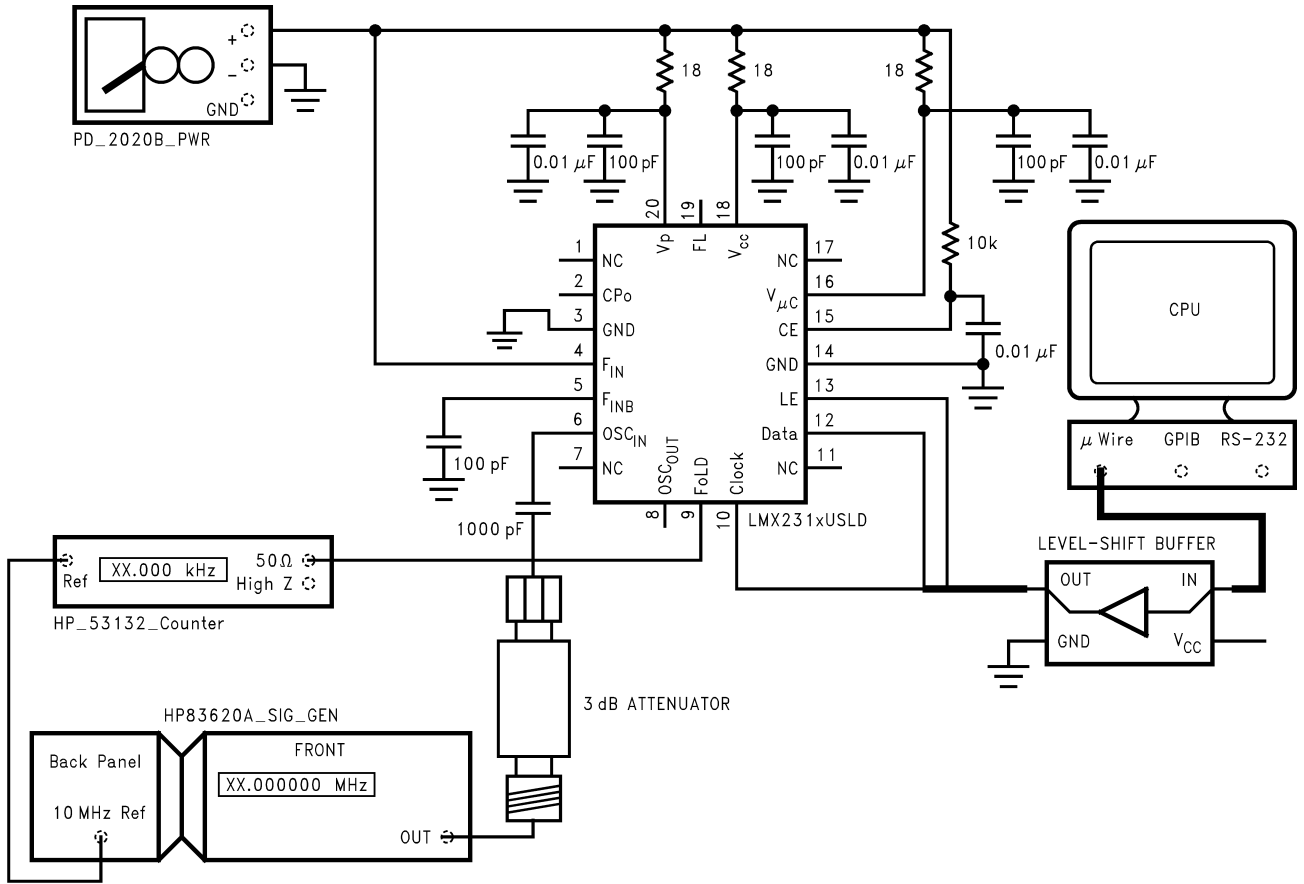 +
−
GND
PD_2020B_PWR
18
18
18
0.01 µF
100 pF
100 pF
0.01 µF
100 pF
0.01 µF
20
19
18
Vp
FL
Vcc
1
NC
2
CPo
3
GND
4
FIN
5
FINB
6
OSCIN
7
NC
17
NC
16
VµC
15
CE
14
GND
13
LE
12
Data
11
NC
OSCOUT
FoLD
Clock
8
9
10
LMX231xUSLD
10k
0.01 µF
100 pF
1000 pF
CPU
µ Wire
GPIB
RS-232
LEVEL-SHIFT BUFFER
OUT
IN
GND
VCC
Ref
XX.000 kHz
50Ω
High Z
HP_53132_Counter
3 dB ATTENUATOR
HP83620A_SIG_GEN
Back Panel
10 MHz Ref
FRONT
XX.000000 MHz
OUT